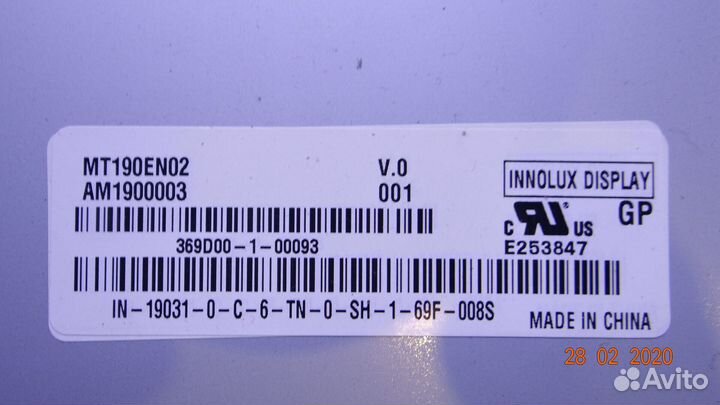 MT190EN02 V.0
AM1900003 001
INNOLUX DISPLAY
GP
c RU US
E253847
369D00-1-00093
IN-19031-0-C-6-TN-0-SH-1-69F-008S
MADE IN CHINA
28 02 2020
Avito